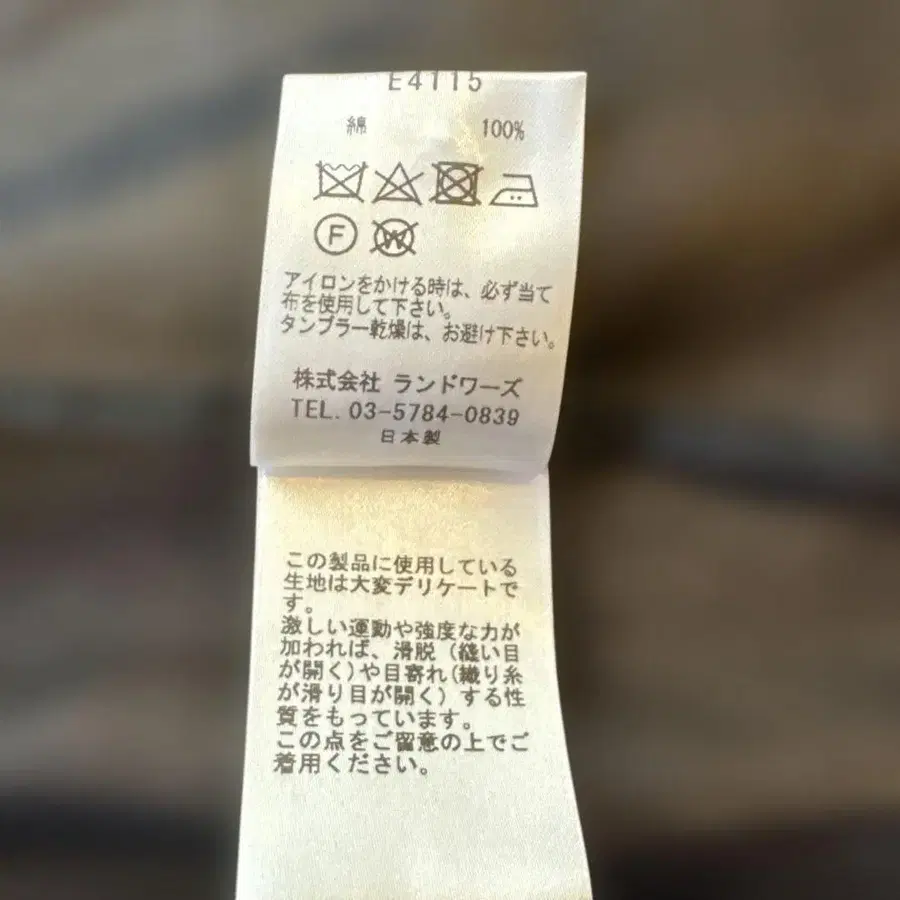 E4115
綿 100%
F
W
アイロンをかける時は、必ず当て
布を使用して下さい。
タンブラー乾燥は、お避け下さい。
株式会社 ランドワーズ
TEL. 03-5784-0839
日本製
この製品に使用している
生地は大変デリケートで
す。
激しい運動や強度な力が
加われば、滑脱（縫い目
が開く)や目寄れ(織り糸
が滑り目が開く）する性
質をもっています。
この点をご留意の上でご
着用ください。